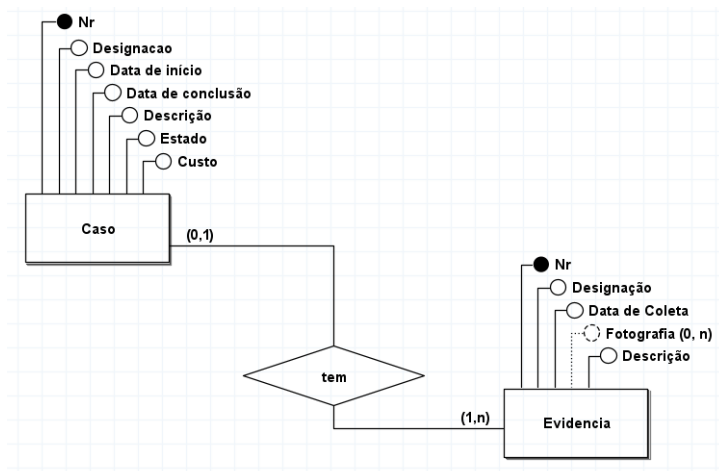 Nr
Designacao
Data de início
Data de conclusão
Descrição
Estado
Custo
Caso
(0,1)
Nr
Designação
Data de Coleta
Fotografia (0, n)
Descrição
tem
(1,n)
Evidencia